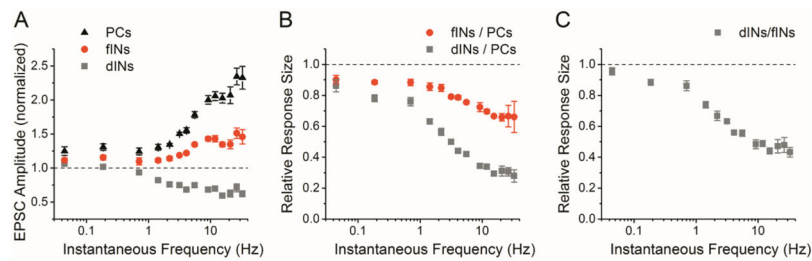 A
PCs
fINs
dINs
EPSC Amplitude (normalized)
2.5
2.0
1.5
1.0
0.5
0.1
1
10
Instantaneous Frequency (Hz)
B
fINs / PCs
dINs / PCs
Relative Response Size
1.0
0.8
0.6
0.4
0.2
0.0
0.1
1
10
Instantaneous Frequency (Hz)
C
dINs/fINs
Relative Response Size
1.0
0.8
0.6
0.4
0.2
0.0
0.1
1
10
Instantaneous Frequency (Hz)